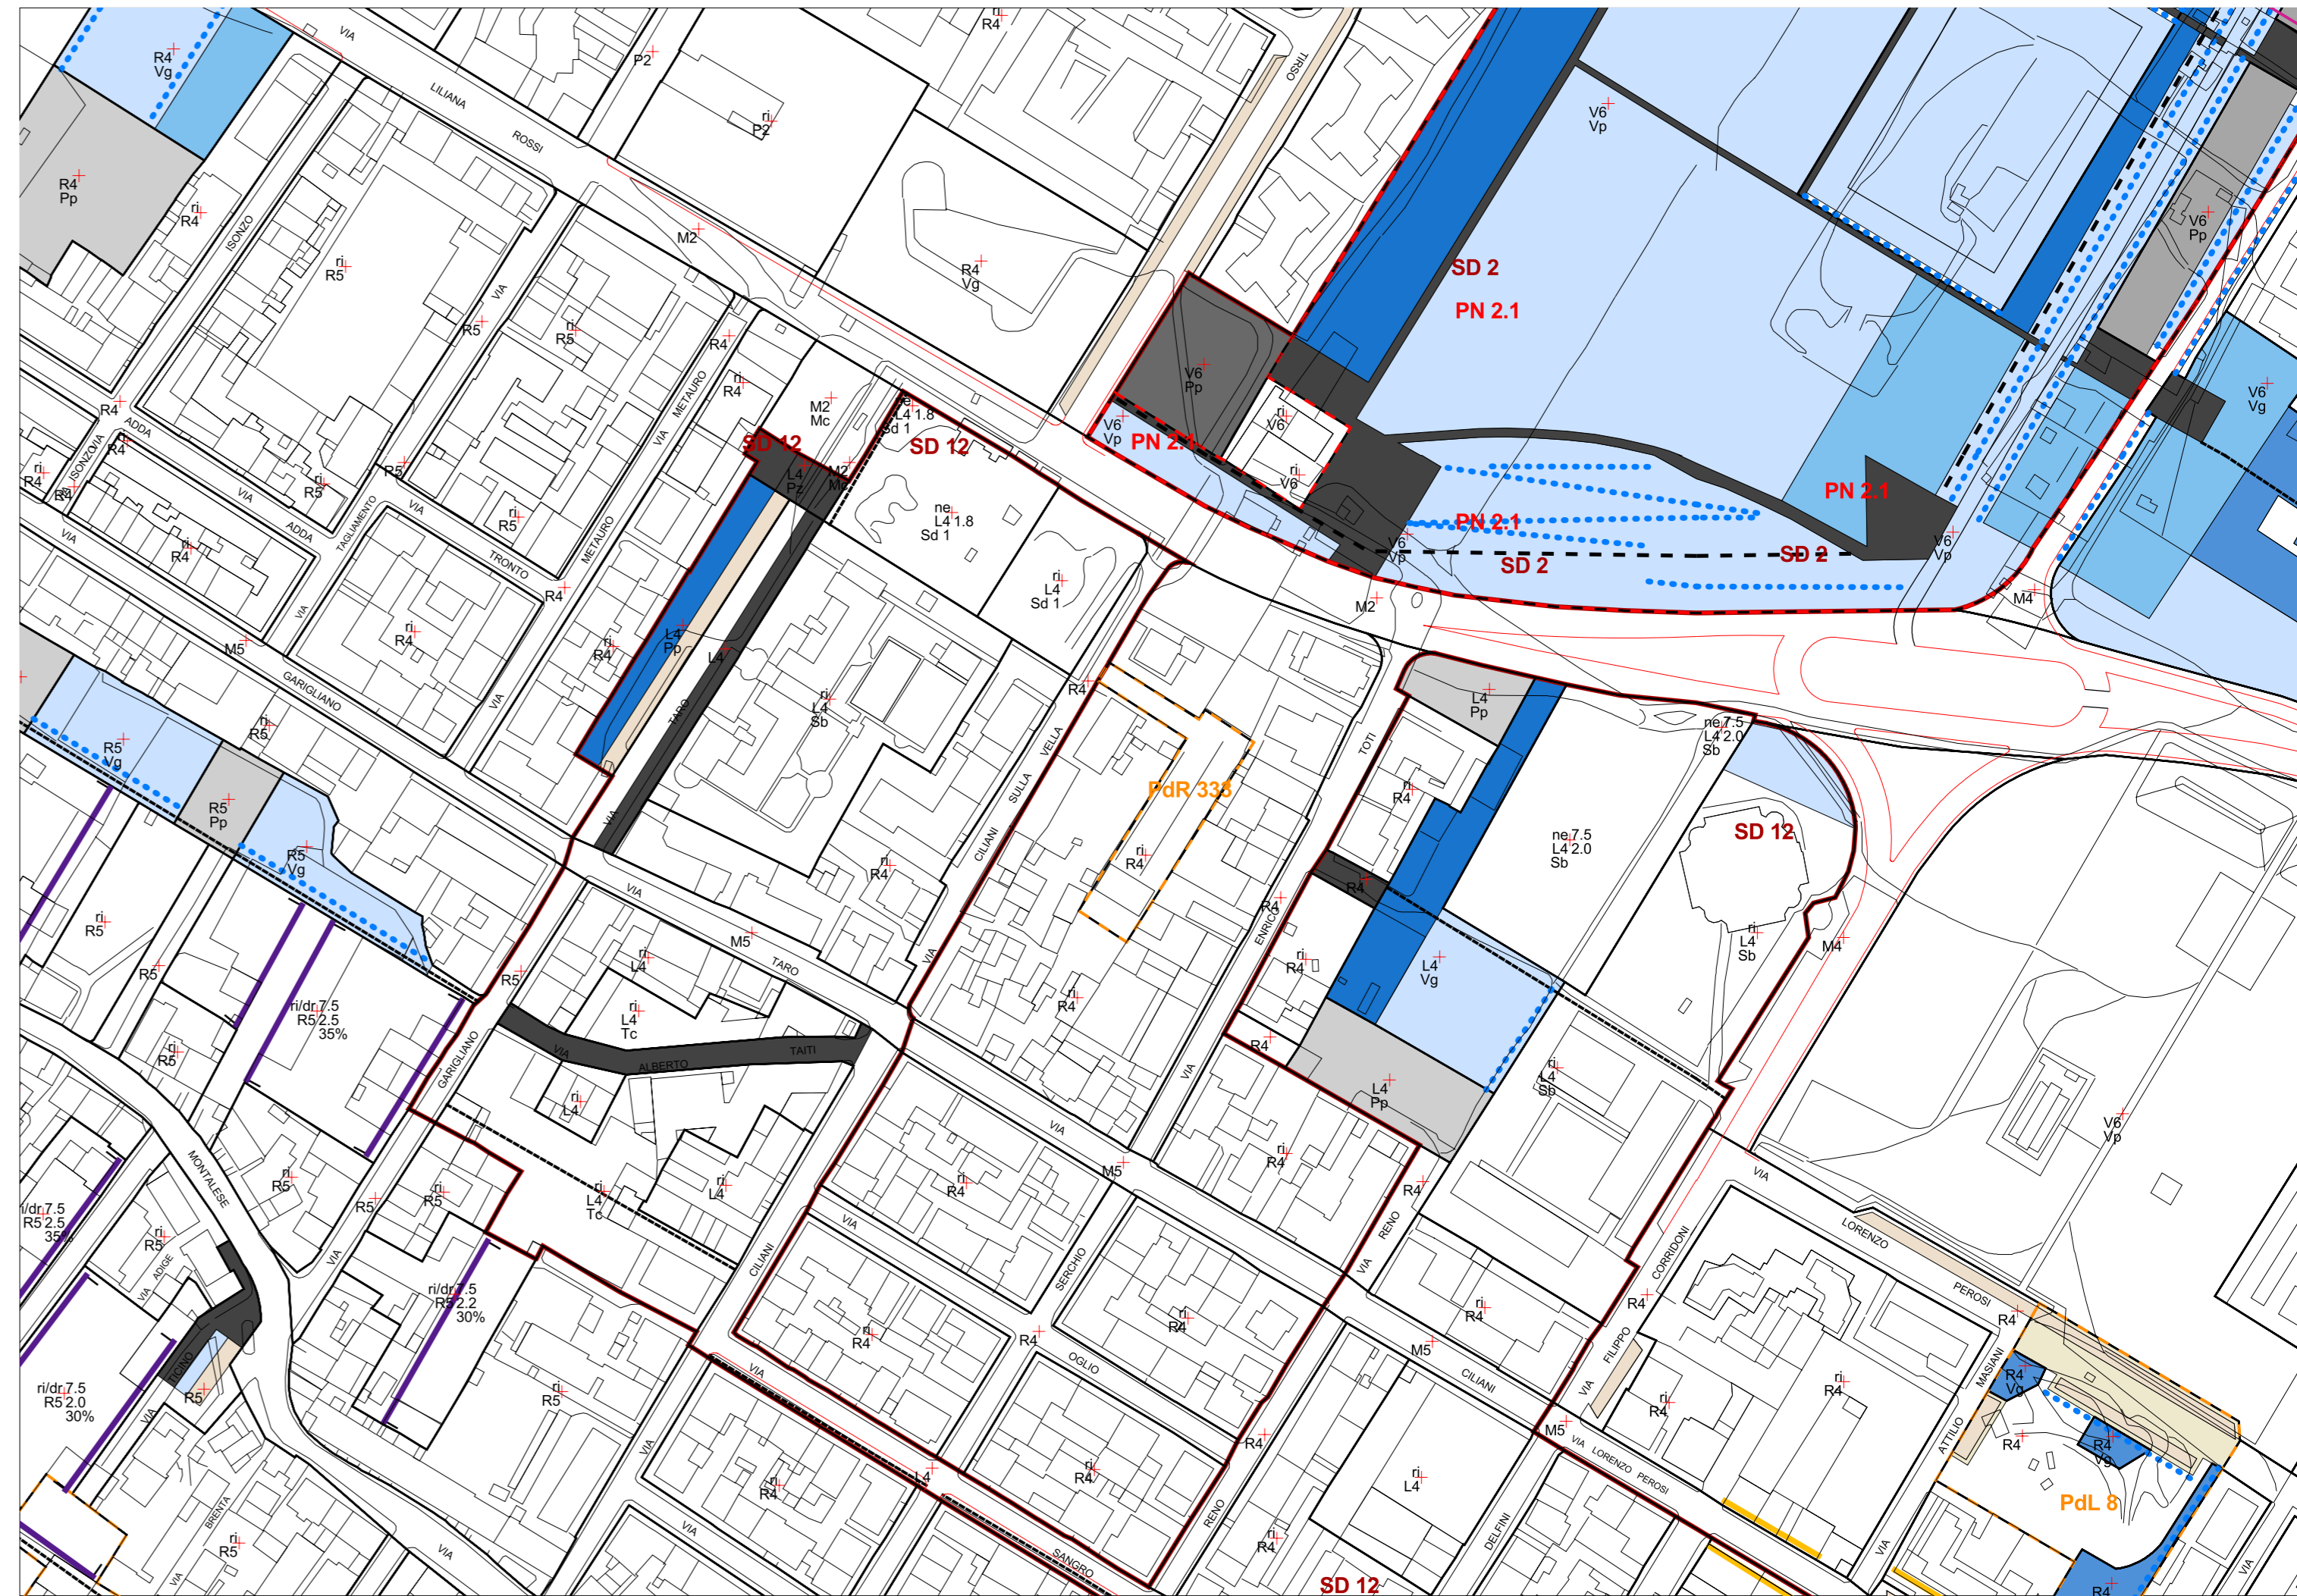 VIA
R4
R4
Vg
P2
TIRSO
LILIANA
ROSSI
ri
P2
V6
Vp
R4
Pp
ri
R4
ISONZO
ri
R5
M2
R4
Vg
V6
Pp
SD 2
PN 2.1
VIA
R5
ri
R5
R4
METAURO
ri
R4
V6
Pp
V6
Vg
M2
Mc
L4 1.8
Sd 1
R4
ADDA
VIA
SD 12
SD 12
V6
Vp
PN 2.1
ri
V6
ri
V6
R4
ri
R4
ISONZO
R4
R5
ri
R5
VIA
ADDA
TAGLIAMENTO
VIA
ri
R5
TRONTO
METAURO
L4
Pz
M2
Mc
ne
L4 1.8
Sd 1
PN 2.1
PN 2.1
V6
Vp
SD 2
SD 2
V6
Vp
VIA
ri
R4
VIA
R4
ri
L4
Sd 1
M2
M4
M5
GARIGLIANO
ri
R4
ri
R4
L4
Pp
L4
TARO
VIA
R4
ri
L4
Sb
L4
Pp
ne 7.5
L4 2.0
Sb
R5
Vg
ri
R5
VIA
SULLA
VELLA
CILIANI
TOTI
PdR 333
ri
R4
R5
Pp
R5
Vg
VIA
ri
R4
ri
R4
R4
ne 7.5
L4 2.0
Sb
SD 12
ri
R5
VIA
M5
TARO
VIA
R4
ENRICO
ri
L4
Sb
M4
R5
R5
ri
L4
ri
L4
Tc
ri
R4
ri
R4
L4
Vg
ri/dr 7.5
R5 2.5
35%
VIA
ALBERTO
TAITI
R4
ri
R5
GARIGLIANO
ri
L4
VIA
L4
Pp
ri
L4
Sb
V6
Vp
MONTALESE
ri
R5
VIA
M5
ri
R4
R4
VIA
R5
ri
R5
ri
L4
Tc
ri
L4
ri
R4
7.5
R5 2.5
35%
ri
R5
VIA
ADIGE
VIA
CILIANI
VIA
SERCHIO
VIA
RENO
CORRIDONI
LORENZO
PEROSI
ri/dr 7.5
R5 2.2
30%
ri
R4
R4
ri
R4
ri
R4
R4
R4
OGLIO
M5
CILIANI
FILIPPO
VIA
MASIANI
ri/dr 7.5
R5 2.0
30%
TICINO
VIA
R5
ri
R5
VIA
ri
R4
ri
R4
R4
Vg
R4
M5
VIA LORENZO PEROSI
ATTILIO
R4
R4
Vg
VIA
L4
ri
R4
ri
R4
ri
L4
PdL 8
BRENTA
ri
R5
VIA
VIA
VIA
SANGRO
RENO
ri
R4
DELFINI
VIA
VIA
SD 12
R4